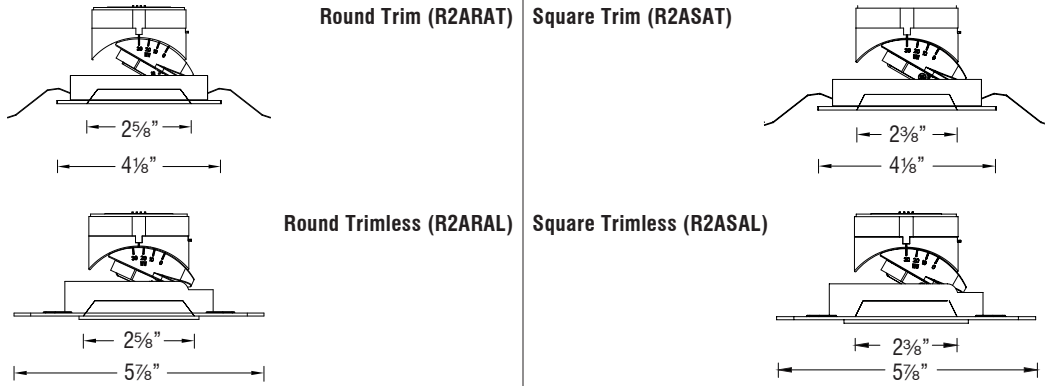 Round Trim (R2ARAT)
2⅝”
4⅛”
Square Trim (R2ASAT)
2⅜”
4⅛”
Round Trimless (R2ARAL)
2⅝”
5⅞”
Square Trimless (R2ASAL)
2⅜”
5⅞”